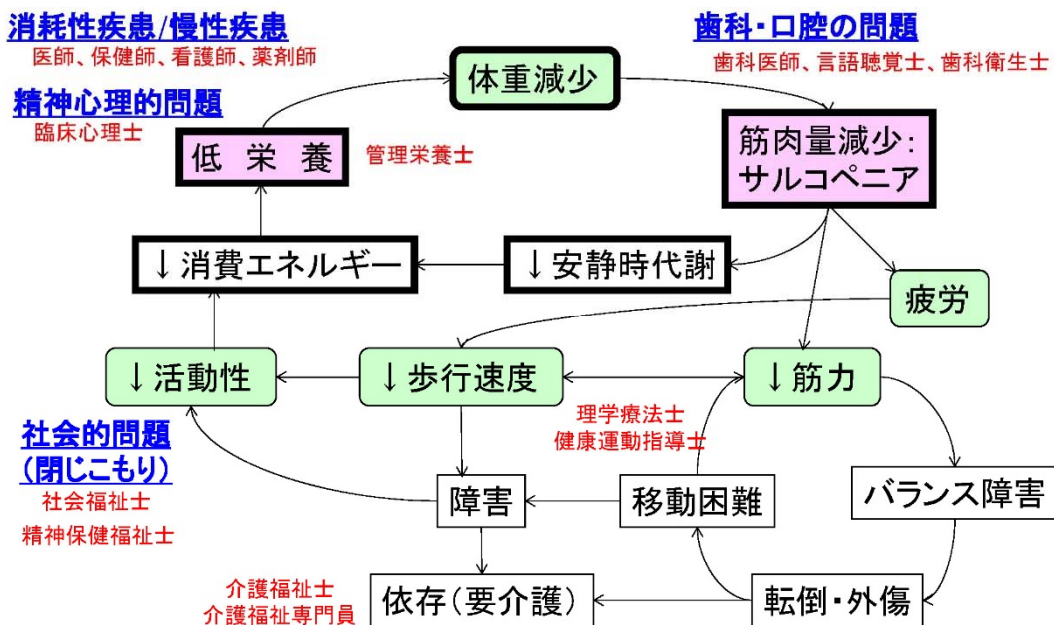 消耗性疾患/慢性疾患
医師、保健師、看護師、薬剤師
歯科・口腔の問題
歯科医師、言語聴覚士、歯科衛生士
体重減少
精神心理的問題
臨床心理士
低 栄 養
管理栄養士
筋肉量減少:
サルコペニア
↓消費エネルギー
↓安静時代謝
疲労
↓活動性
↓歩行速度
↓筋力
理学療法士
健康運動指導士
社会的問題
(閉じこもり)
社会福祉士
精神保健福祉士
障害
移動困難
バランス障害
介護福祉士
介護福祉専門員
依存(要介護)
転倒・外傷